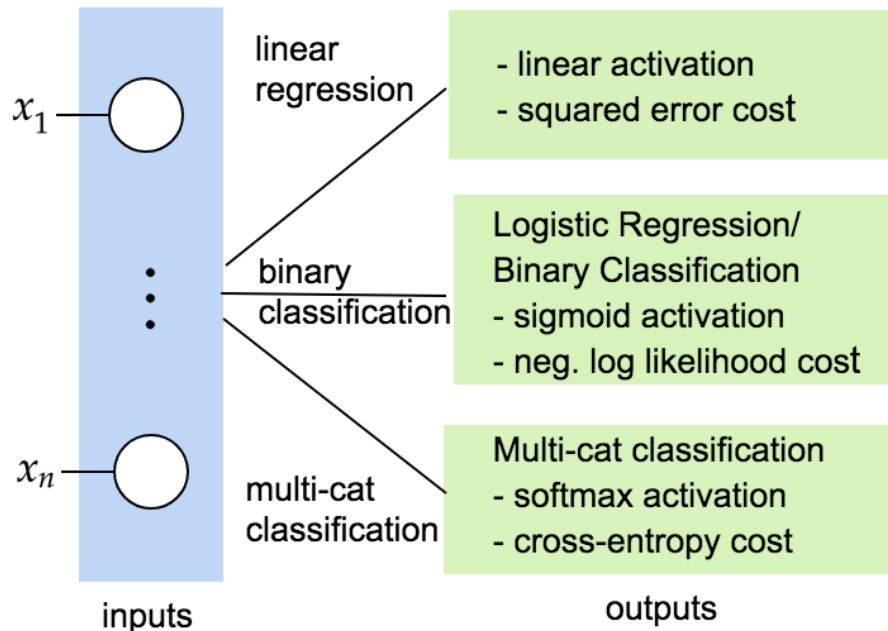 linear
regression
- linear activation
- squared error cost
x1
binary
classification
Logistic Regression/
Binary Classification
- sigmoid activation
- neg. log likelihood cost
xn
multi-cat
classification
Multi-cat classification
- softmax activation
- cross-entropy cost
inputs
outputs